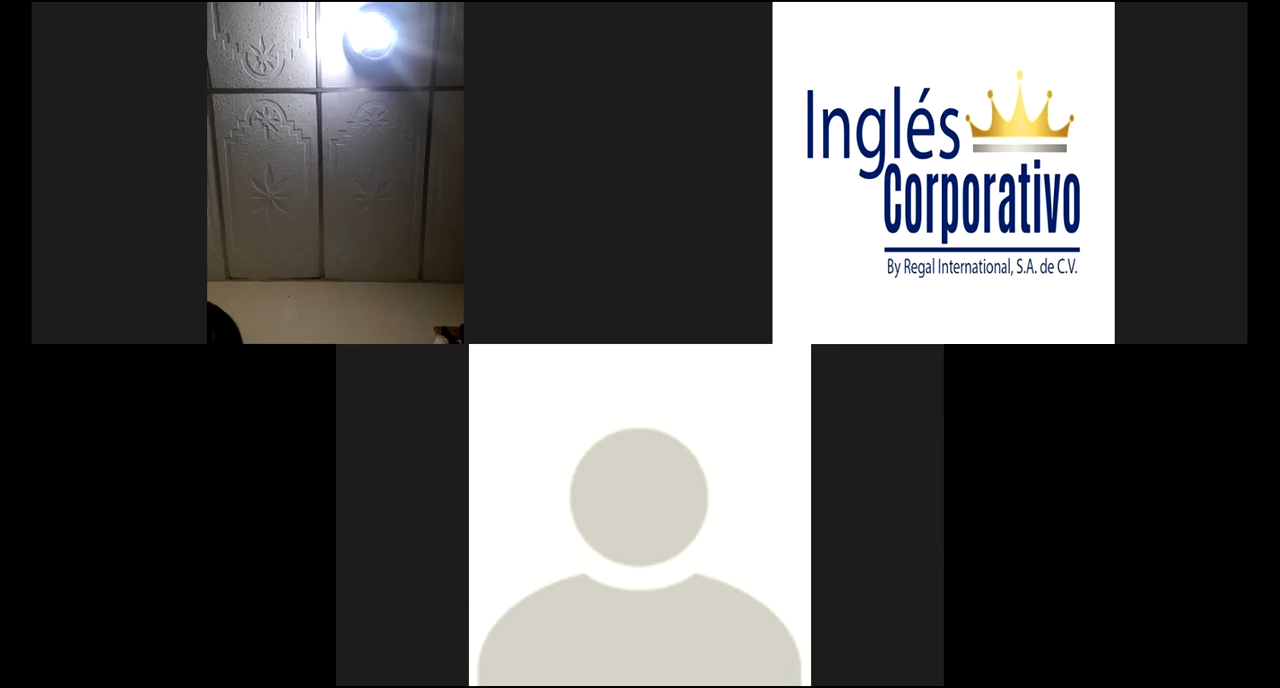 Inglés
Corporativo
By Regal International, S.A. de C.V.